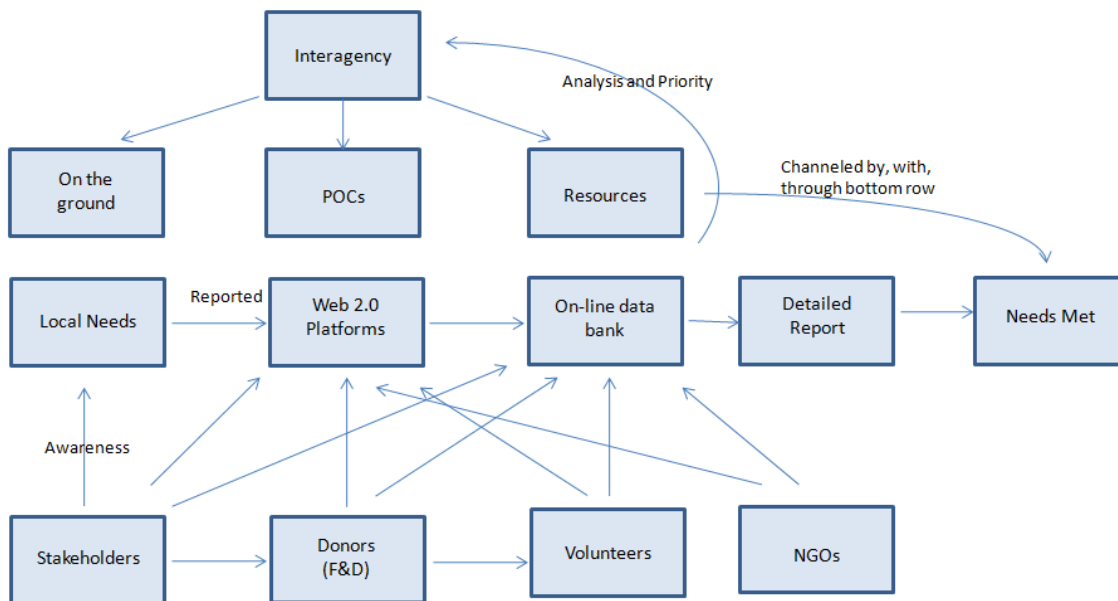 Interagency
Analysis and Priority
On the
ground
POCs
Resources
Channeled by, with,
through bottom row
Local Needs
Reported
Web 2.0
Platforms
On-line data
bank
Detailed
Report
Needs Met
Awareness
Stakeholders
Donors
(F&D)
Volunteers
NGOs